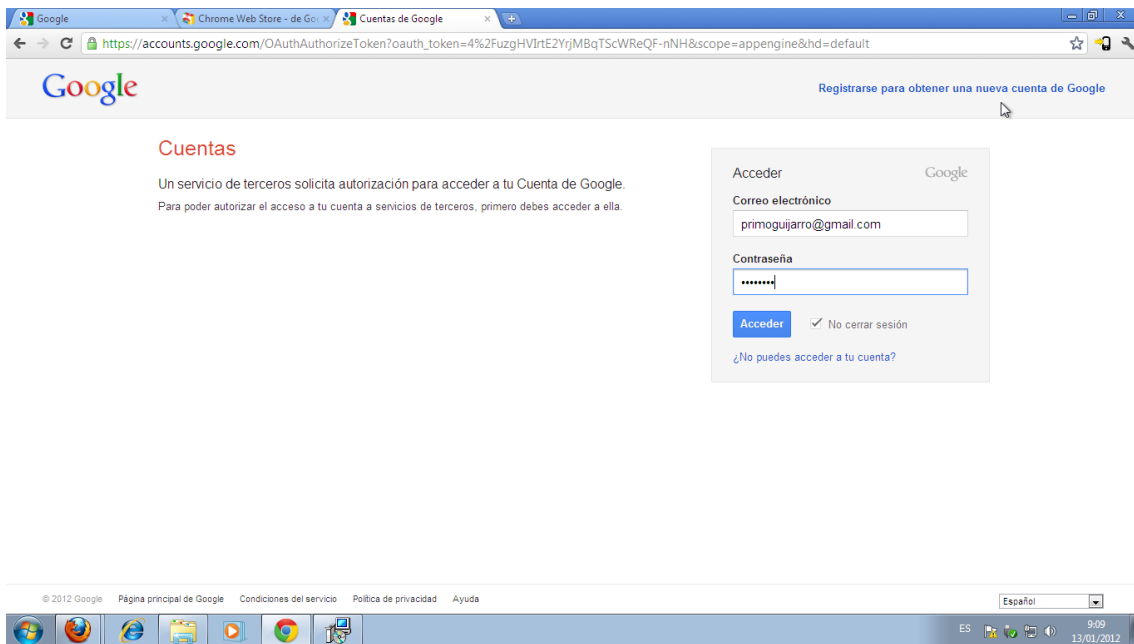 Google
Chrome Web Store - de Go
Cuentas de Google
https://accounts.google.com/OAuthAuthorizeToken?oauth_token=4%2FuzgHVIrtE2YrjMBqTScWReQF-nNH&scope=appengine&hd=default
Google
Registrarse para obtener una nueva cuenta de Google
Cuentas
Un servicio de terceros solicita autorización para acceder a tu Cuenta de Google.
Para poder autorizar el acceso a tu cuenta a servicios de terceros, primero debes acceder a ella.
Acceder Google
Correo electrónico
primoguijarro@gmail.com
Contraseña
••••••••
Acceder No cerrar sesión
¿No puedes acceder a tu cuenta?
© 2012 Google Página principal de Google Condiciones del servicio Política de privacidad Ayuda
Español
ES
9:09
13/01/2012